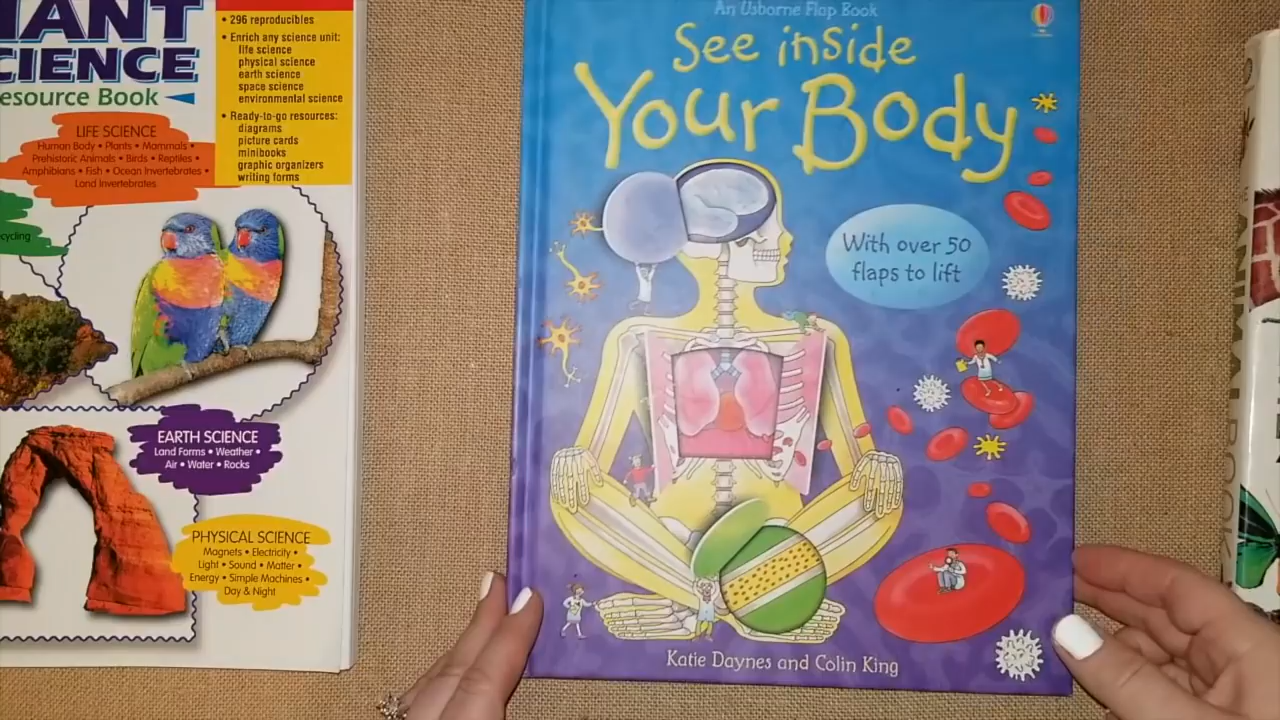 IANT
CIENCE
esource Book
• 296 reproducibles
• Enrich any science unit:
life science
physical science
earth science
space science
environmental science
• Ready-to-go resources:
diagrams
picture cards
minibooks
graphic organizers
writing forms
LIFE SCIENCE
Human Body • Plants • Mammals •
Prehistoric Animals • Birds • Reptiles •
Amphibians • Fish • Ocean Invertebrates •
Land Invertebrates
ecycling
EARTH SCIENCE
Land Forms • Weather •
Air • Water • Rocks
PHYSICAL SCIENCE
Magnets • Electricity •
Light • Sound • Matter •
Energy • Simple Machines •
Day & Night
An Usborne Flap Book
See inside
Your Body
With over 50
flaps to lift
Katie Daynes and Colin King
ANIMAL BOOK